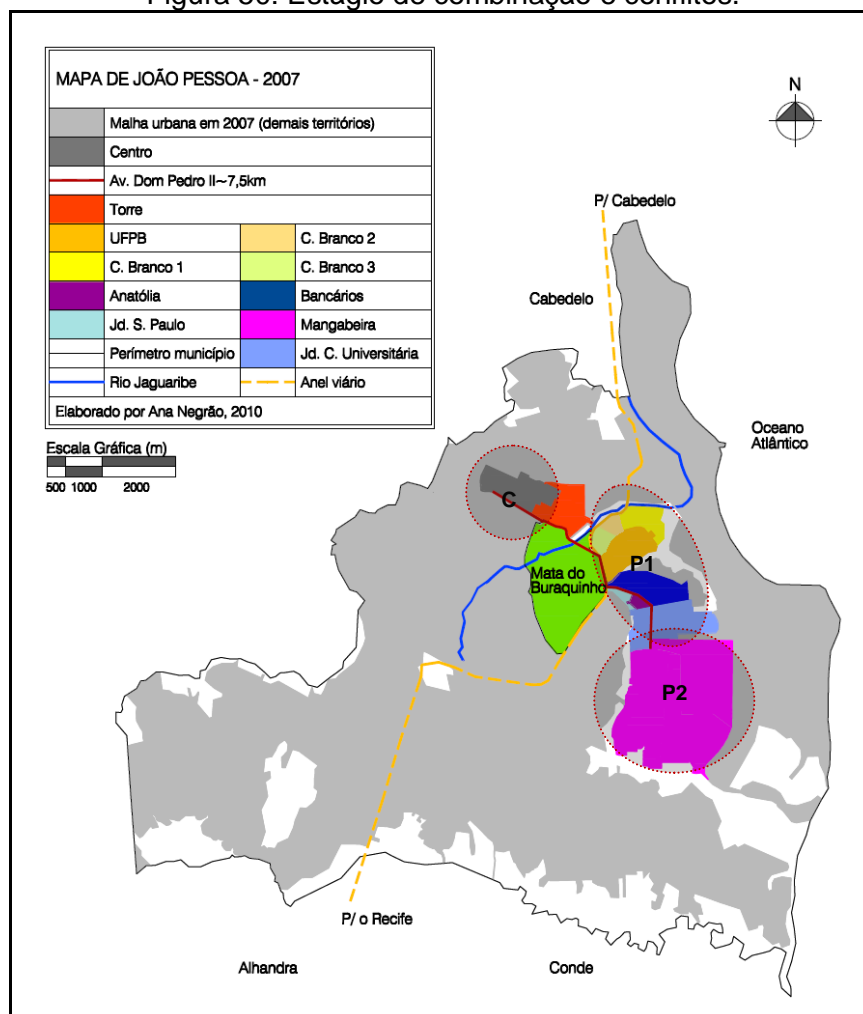 Figura 30. Estágio de combinação e conflitos.
MAPA DE JOÃO PESSOA - 2007
Malha urbana em 2007 (demais territórios)
Centro
Av. Dom Pedro II~7,5km
Torre
UFPB
C. Branco 2
C. Branco 1
C. Branco 3
Anatólia
Bancários
Jd. S. Paulo
Mangabeira
Perímetro município
Jd. C. Universitária
Rio Jaguaribe
Anel viário
Elaborado por Ana Negrão, 2010
Escala Gráfica (m)
500 1000 2000
N
P/ Cabedelo
Cabedelo
Oceano
Atlântico
C
P1
Mata do
Buraquinho
P2
P/ o Recife
Alhandra
Conde